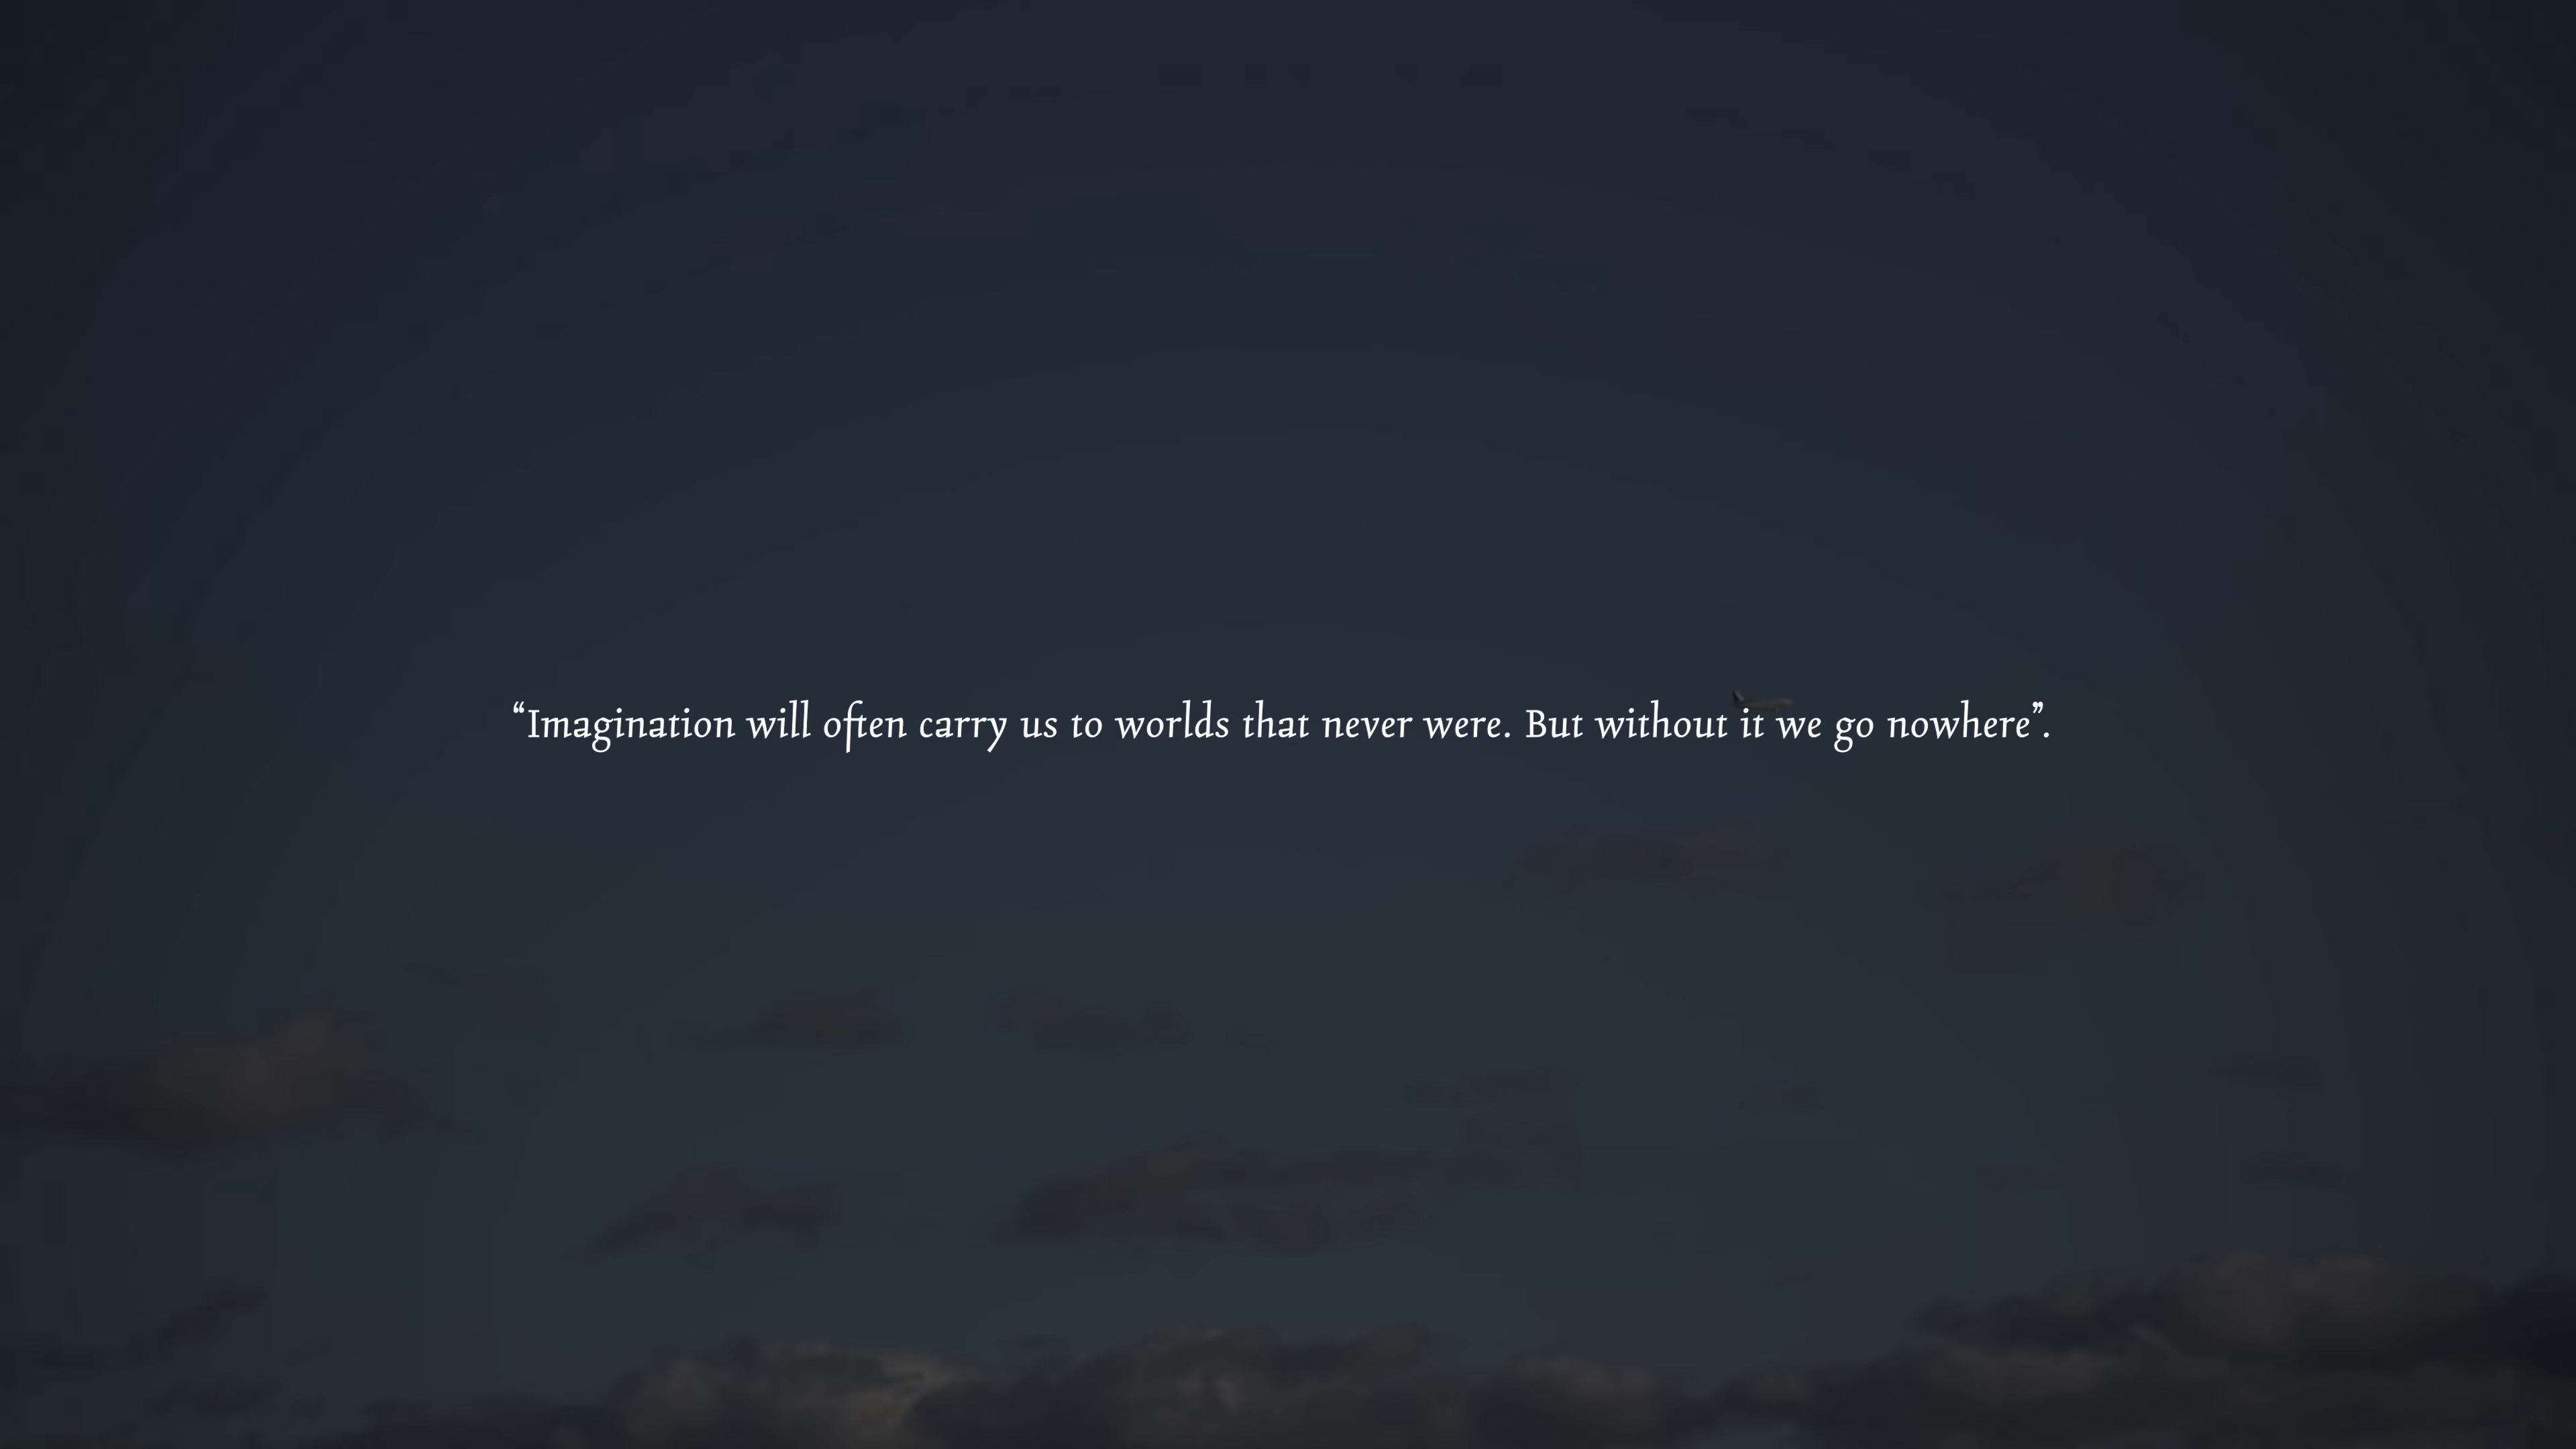 “Imagination will often carry us to worlds that never were. But without it we go nowhere”.